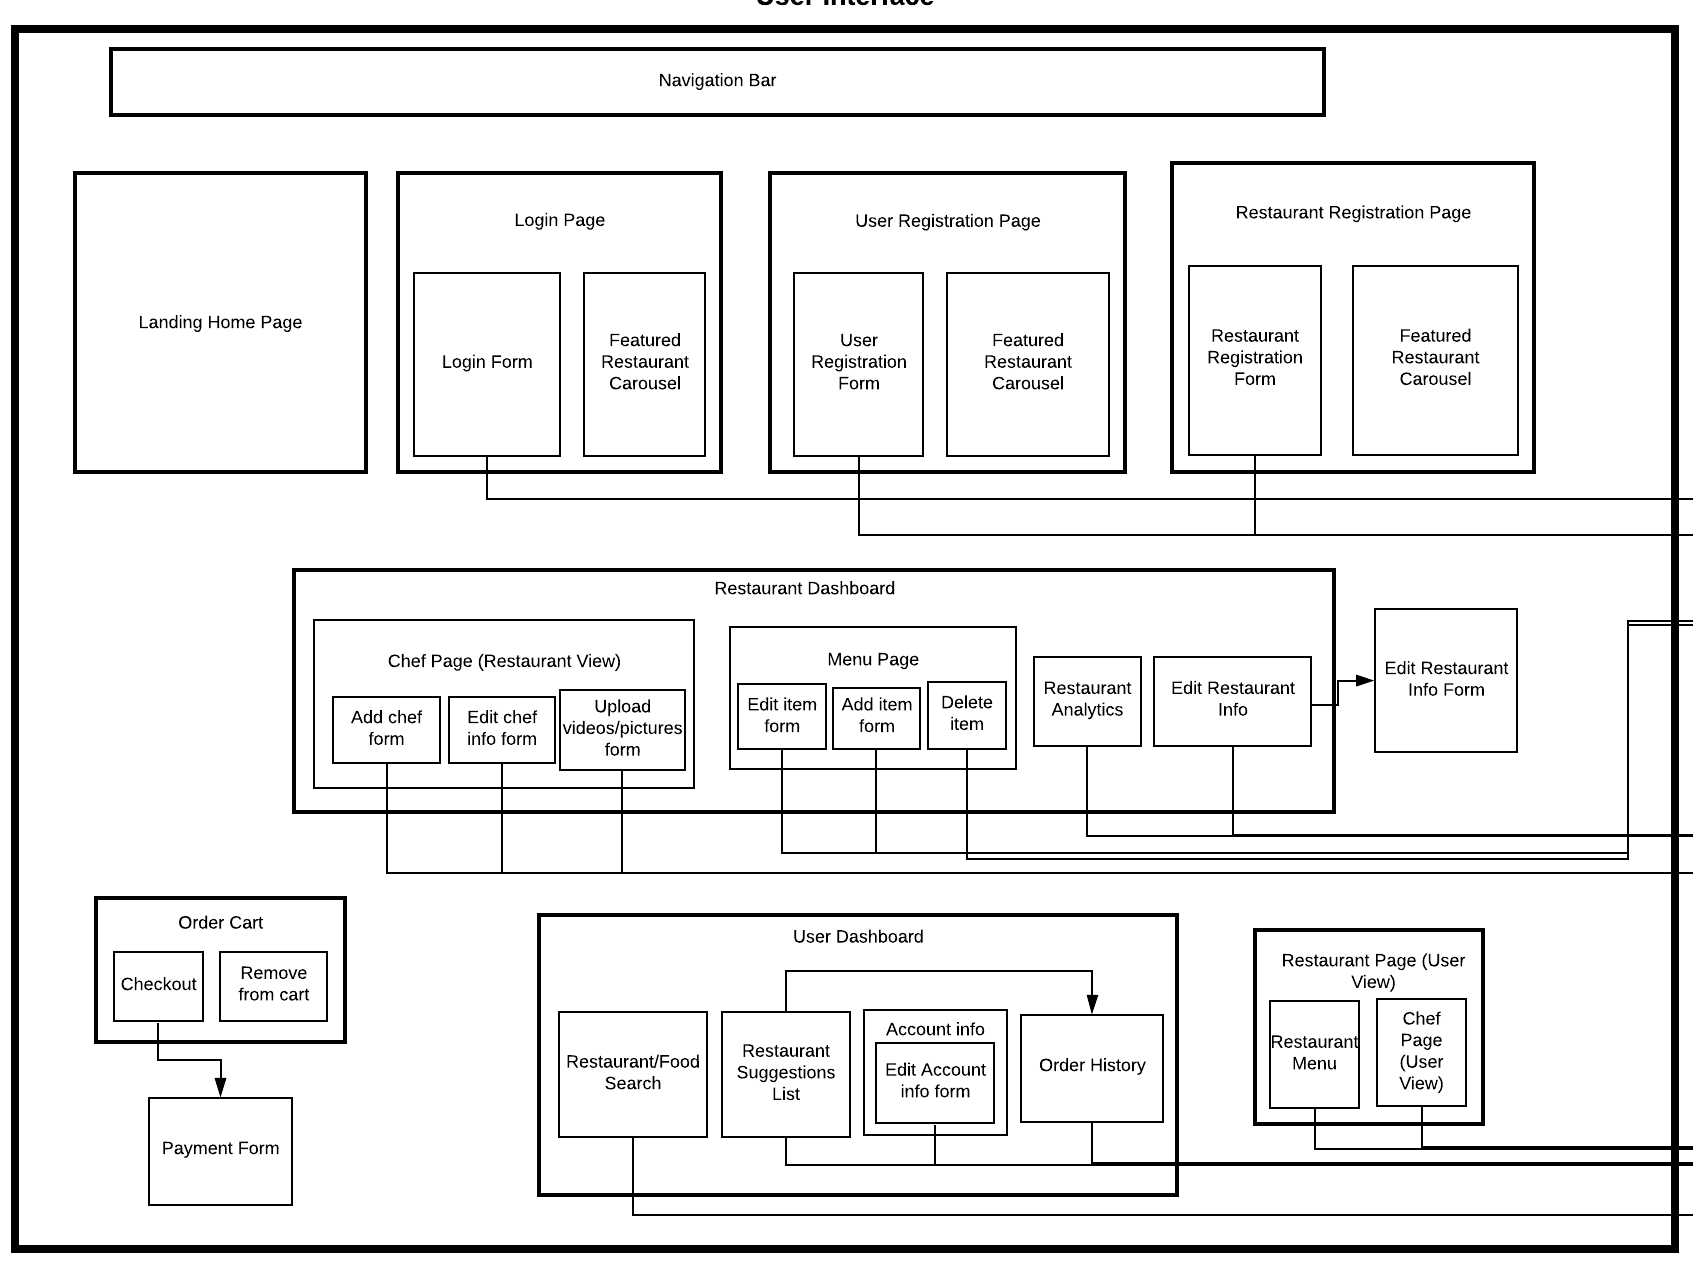 User Interface
Navigation Bar
Landing Home Page
Login Page
Login Form
Featured
Restaurant
Carousel
User Registration Page
User
Registration
Form
Featured
Restaurant
Carousel
Restaurant Registration Page
Restaurant
Registration
Form
Featured
Restaurant
Carousel
Restaurant Dashboard
Chef Page (Restaurant View)
Add chef
form
Edit chef
info form
Upload
videos/pictures
form
Menu Page
Edit item
form
Add item
form
Delete
item
Restaurant
Analytics
Edit Restaurant
Info
Edit Restaurant
Info Form
Order Cart
Checkout
Remove
from cart
Payment Form
User Dashboard
Restaurant/Food
Search
Restaurant
Suggestions
List
Account info
Edit Account
info form
Order History
Restaurant Page (User
View)
Restaurant
Menu
Chef
Page
(User
View)